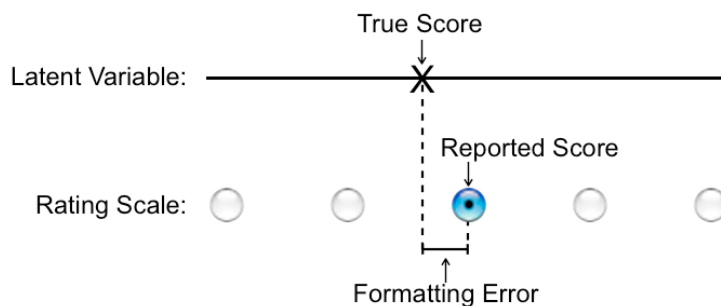 True Score
Latent Variable:
X
Reported Score
Rating Scale:
Formatting Error